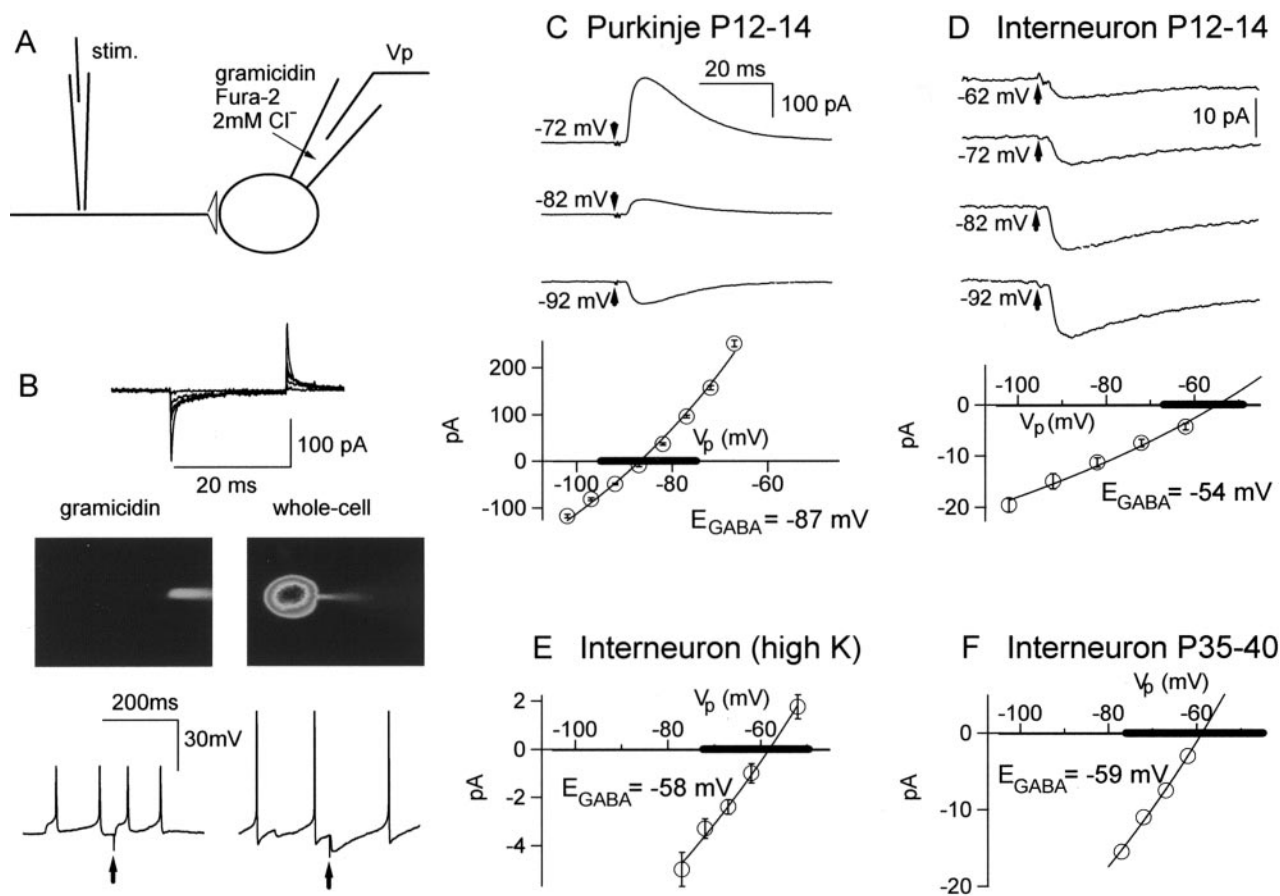 A
stim.
gramicidin
Fura-2
2mM Cl⁻
Vp
B
100 pA
20 ms
gramicidin
whole-cell
200ms
30mV
C Purkinje P12-14
20 ms
100 pA
-72 mV
-82 mV
-92 mV
200
100
0
-100
pA
Vp (mV)
-100
-80
-60
EGABA = -87 mV
D Interneuron P12-14
-62 mV
10 pA
-72 mV
-82 mV
-92 mV
-100
-80
-60
0
-10
-20
pA
Vp (mV)
EGABA = -54 mV
E Interneuron (high K)
2
0
-2
-4
pA
Vp (mV)
-100
-80
-60
EGABA = -58 mV
F Interneuron P35-40
Vp (mV)
-100
-80
-60
0
-10
-20
pA
EGABA = -59 mV